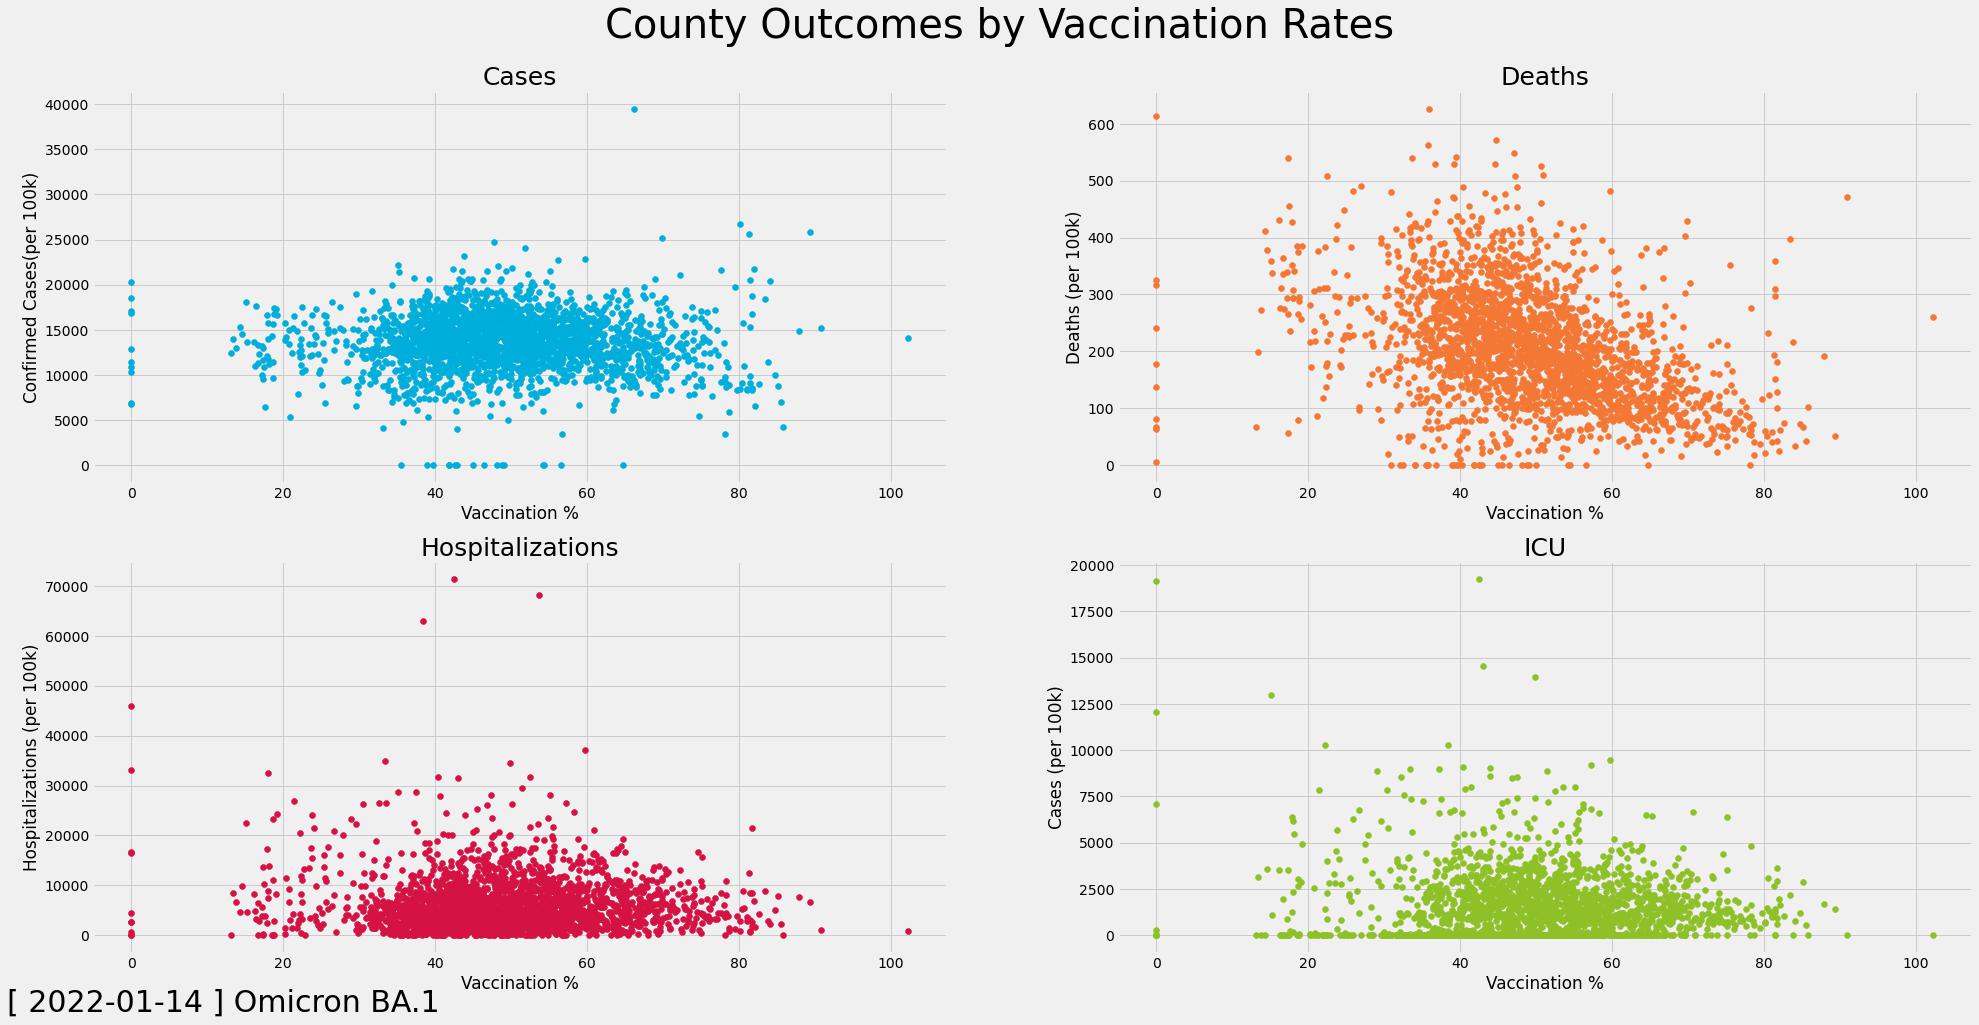 County Outcomes by Vaccination Rates
Cases
Confirmed Cases(per 100k)
40000
35000
30000
25000
20000
15000
10000
5000
0
0 20 40 60 80 100
Vaccination %
Deaths
Deaths (per 100k)
600
500
400
300
200
100
0
0 20 40 60 80 100
Vaccination %
Hospitalizations
Hospitalizations (per 100k)
70000
60000
50000
40000
30000
20000
10000
0
0 20 40 60 80 100
Vaccination %
ICU
Cases (per 100k)
20000
17500
15000
12500
10000
7500
5000
2500
0
0 20 40 60 80 100
Vaccination %
[ 2022-01-14 ] Omicron BA.1